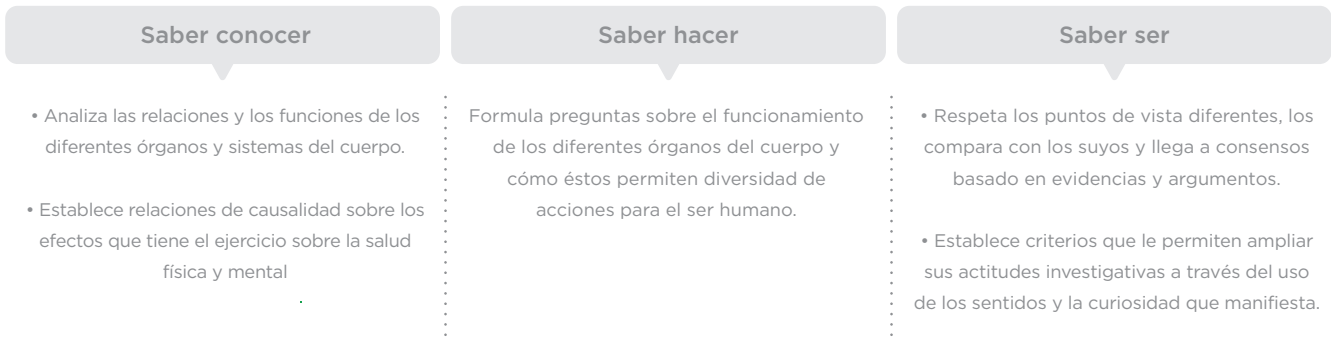 Saber conocer
• Analiza las relaciones y los funciones de los
diferentes órganos y sistemas del cuerpo.
• Establece relaciones de causalidad sobre los
efectos que tiene el ejercicio sobre la salud
física y mental
Saber hacer
Formula preguntas sobre el funcionamiento
de los diferentes órganos del cuerpo y
cómo éstos permiten diversidad de
acciones para el ser humano.
Saber ser
• Respeta los puntos de vista diferentes, los
compara con los suyos y llega a consensos
basado en evidencias y argumentos.
• Establece criterios que le permiten ampliar
sus actitudes investigativas a través del uso
de los sentidos y la curiosidad que manifiesta.